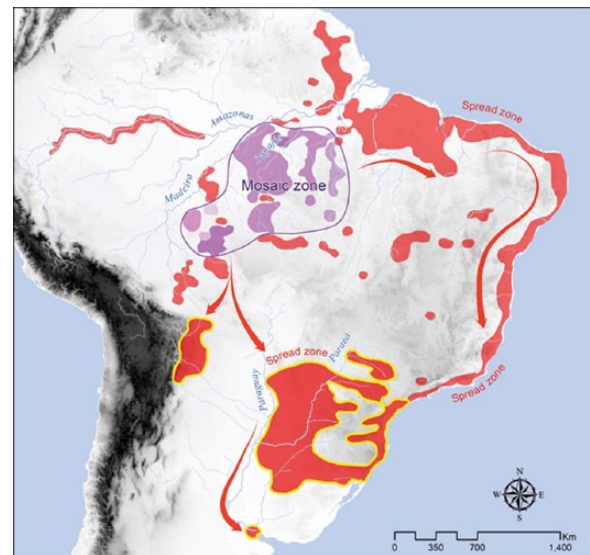 Spread zone
Amazonas
Tapajós
Mosaic zone
Madeira
Spread zone
Paraná
Paraguay
Spread zone
N
W
E
S
Km
0
350
700
1,400